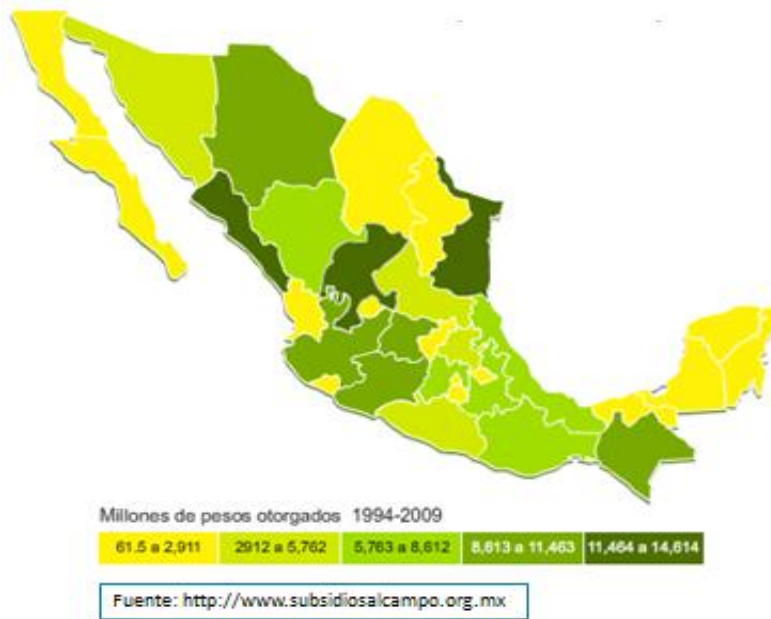 Millones de pesos otorgados 1994-2009
61.5 a 2,911 2912 a 5,762 5,763 a 8,612 8,613 a 11,463 11,464 a 14,614
Fuente: http://www.subsidiosalcampo.org.mx